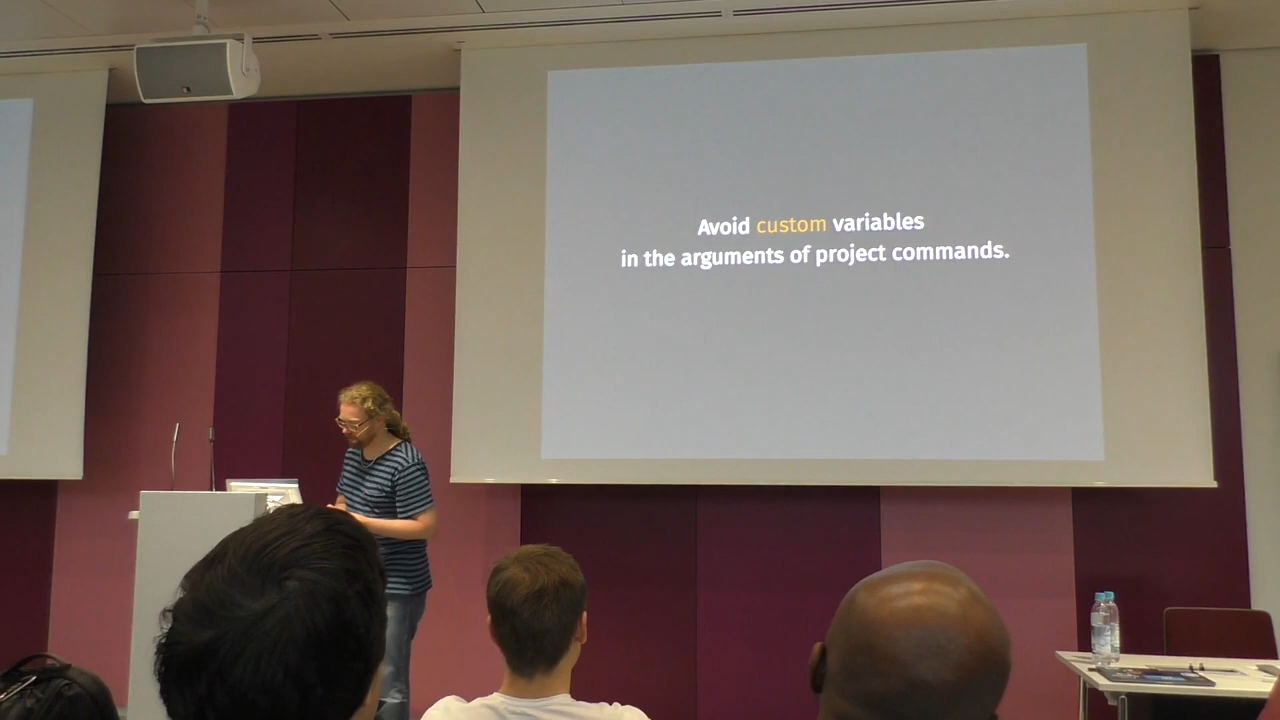 Avoid custom variables
in the arguments of project commands.